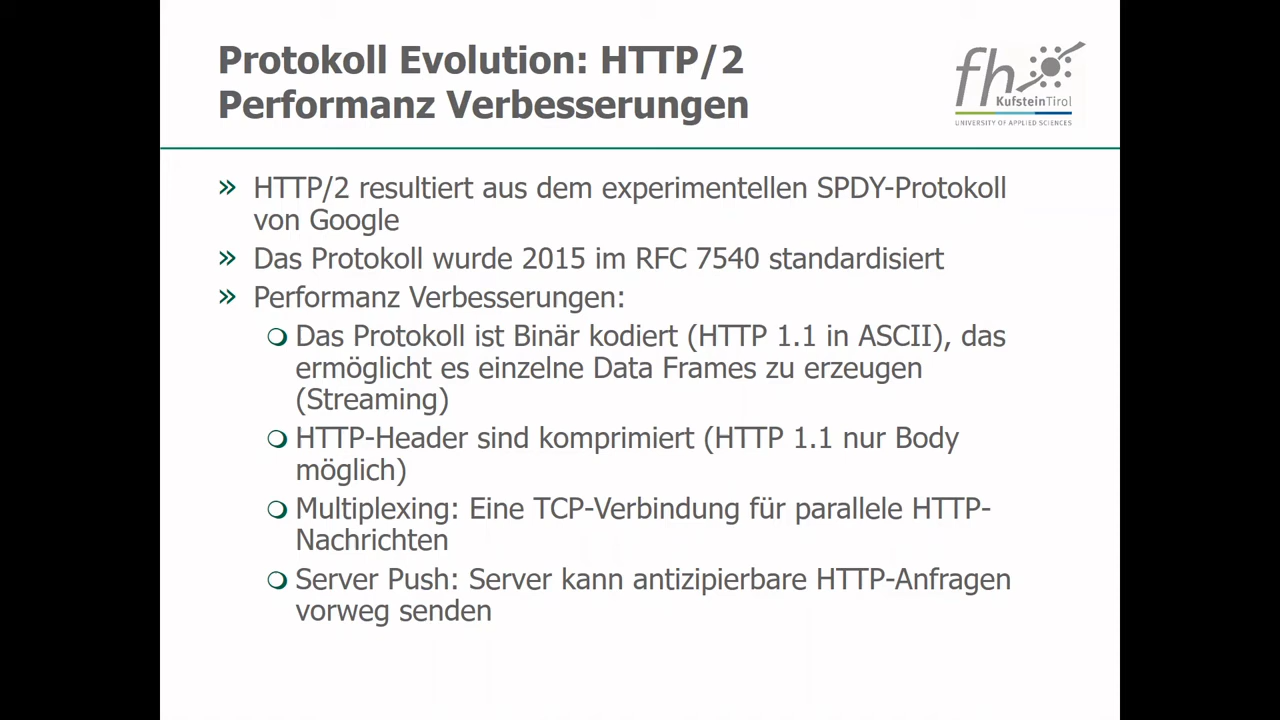 Protokoll Evolution: HTTP/2
Performanz Verbesserungen
fh
KufsteinTirol
UNIVERSITY OF APPLIED SCIENCES
» HTTP/2 resultiert aus dem experimentellen SPDY-Protokoll
von Google
» Das Protokoll wurde 2015 im RFC 7540 standardisiert
» Performanz Verbesserungen:
Das Protokoll ist Binär kodiert (HTTP 1.1 in ASCII), das
ermöglicht es einzelne Data Frames zu erzeugen
(Streaming)
HTTP-Header sind komprimiert (HTTP 1.1 nur Body
möglich)
Multiplexing: Eine TCP-Verbindung für parallele HTTP-
Nachrichten
Server Push: Server kann antizipierbare HTTP-Anfragen
vorweg senden